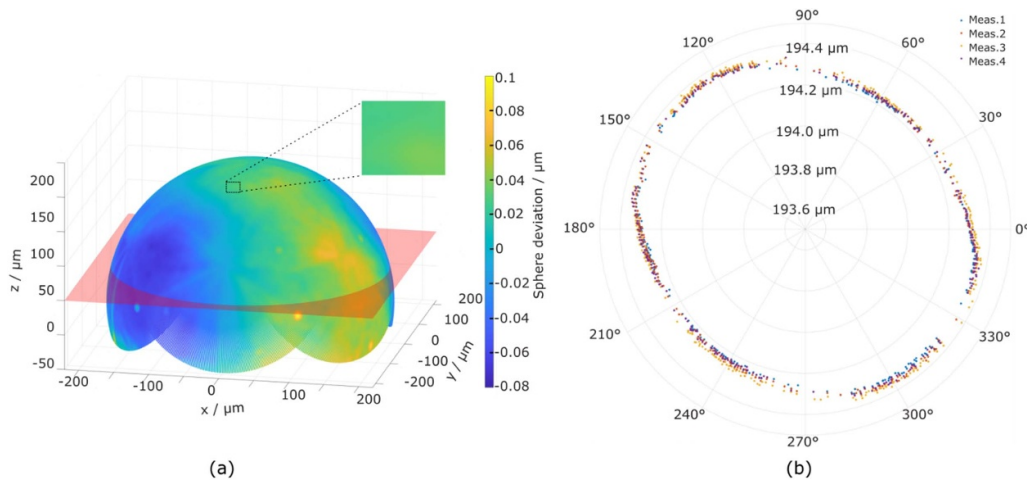 0.1
0.08
0.06
0.04
0.02
0
-0.02
-0.04
-0.06
-0.08
Sphere deviation / µm
200
150
100
50
0
-50
z / µm
-200
-100
0
100
200
x / µm
200
100
0
-100
-200
y / µm
(a)
90°
120°
60°
150°
30°
180°
0°
210°
330°
240°
300°
270°
194.4 µm
194.2 µm
194.0 µm
193.8 µm
193.6 µm
Meas.1
Meas.2
Meas.3
Meas.4
(b)